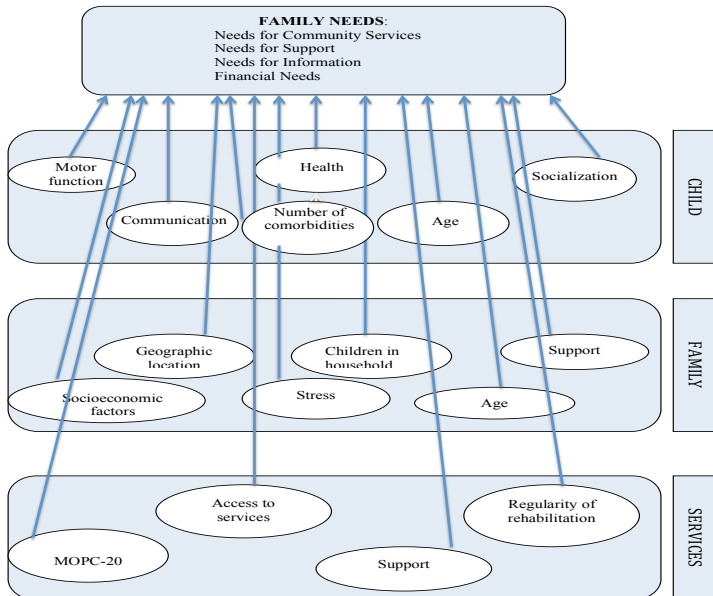 FAMILY NEEDS:
Needs for Community Services
Needs for Support
Needs for Information
Financial Needs
Motor
function
Health
Socialization
Communication
Number of
comorbidities
Age
CHILD
Geographic
location
Children in
household
Support
Socioeconomic
factors
Stress
Age
FAMILY
Access to
services
Regularity of
rehabilitation
MOPC-20
Support
SERVICES